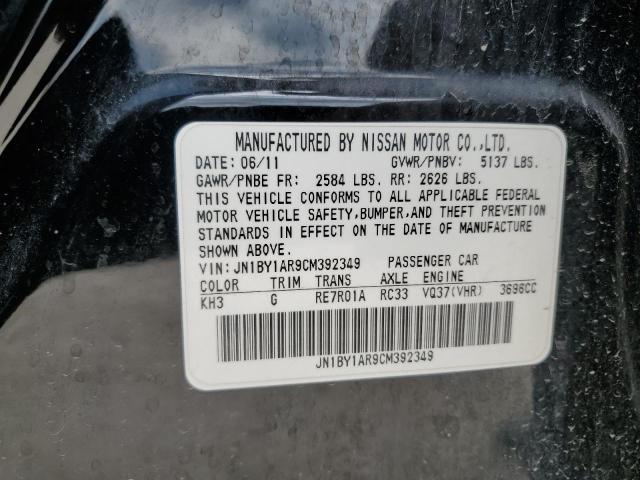 MANUFACTURED BY NISSAN MOTOR CO.,LTD.
DATE: 06/11 GVWR/PNBV: 5137 LBS.
GAWR/PNBE FR: 2584 LBS. RR: 2626 LBS.
THIS VEHICLE CONFORMS TO ALL APPLICABLE FEDERAL
MOTOR VEHICLE SAFETY,BUMPER,AND THEFT PREVENTION
STANDARDS IN EFFECT ON THE DATE OF MANUFACTURE
SHOWN ABOVE.
VIN: JN1BY1AR9CM392349 PASSENGER CAR
COLOR TRIM TRANS AXLE ENGINE
KH3 G RE7R01A RC33 VQ37(VHR) 3696CC
JN1BY1AR9CM392349